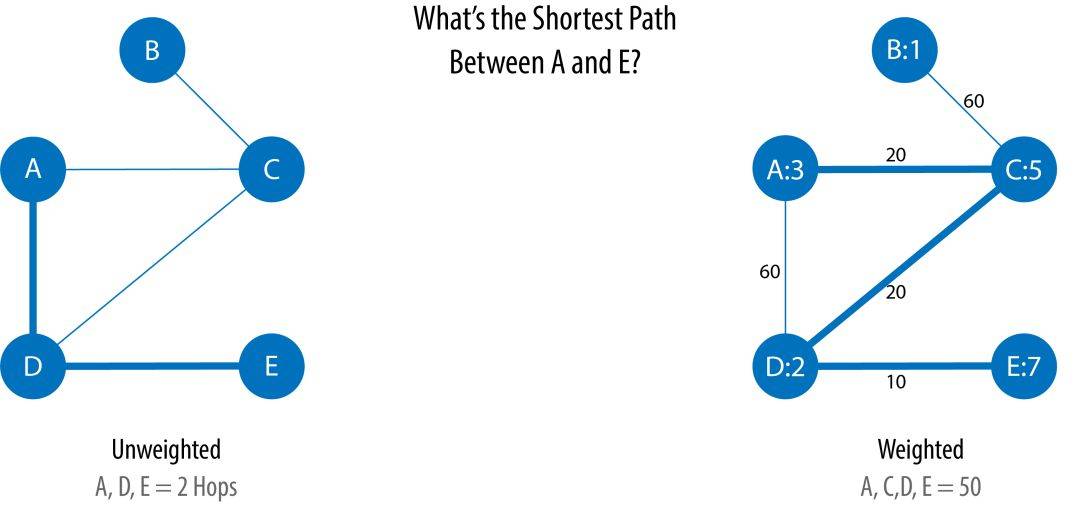 What's the Shortest Path
Between A and E?
B
A
C
D
E
Unweighted
A, D, E = 2 Hops
B:1
60
A:3
20
C:5
60
20
D:2
10
E:7
Weighted
A, C,D, E = 50